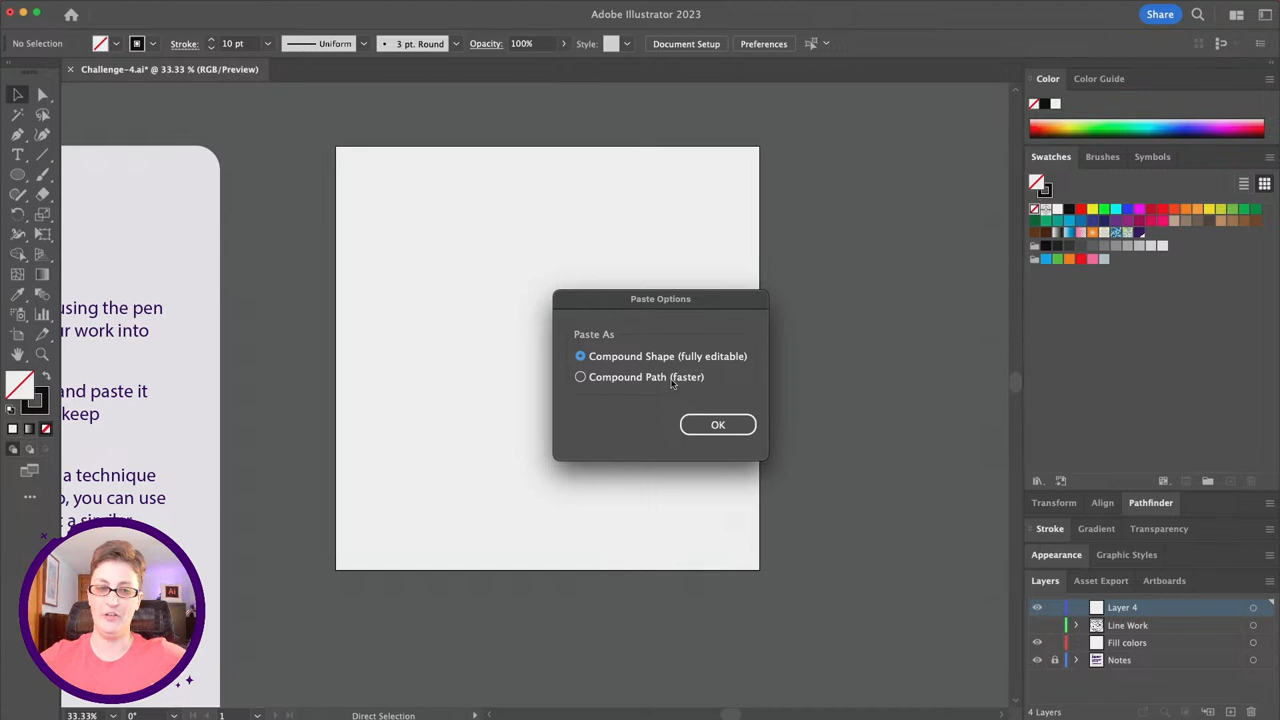 Adobe Illustrator 2023
Share
No Selection
Stroke:
10 pt
Uniform
3 pt. Round
Opacity:
100%
Style:
Document Setup
Preferences
Challenge-4.ai* @ 33.33 % (RGB/Preview)
Color
Color Guide
Swatches
Brushes
Symbols
using the pen
ur work into
and paste it
keep
a technique
o, you can use
t a similar
Paste Options
Paste As
Compound Shape (fully editable)
Compound Path (faster)
OK
Transform
Align
Pathfinder
Stroke
Gradient
Transparency
Appearance
Graphic Styles
Layers
Asset Export
Artboards
Layer 4
Line Work
Fill colors
Notes
Ai
33.33%
0°
1
Direct Selection
4 Layers